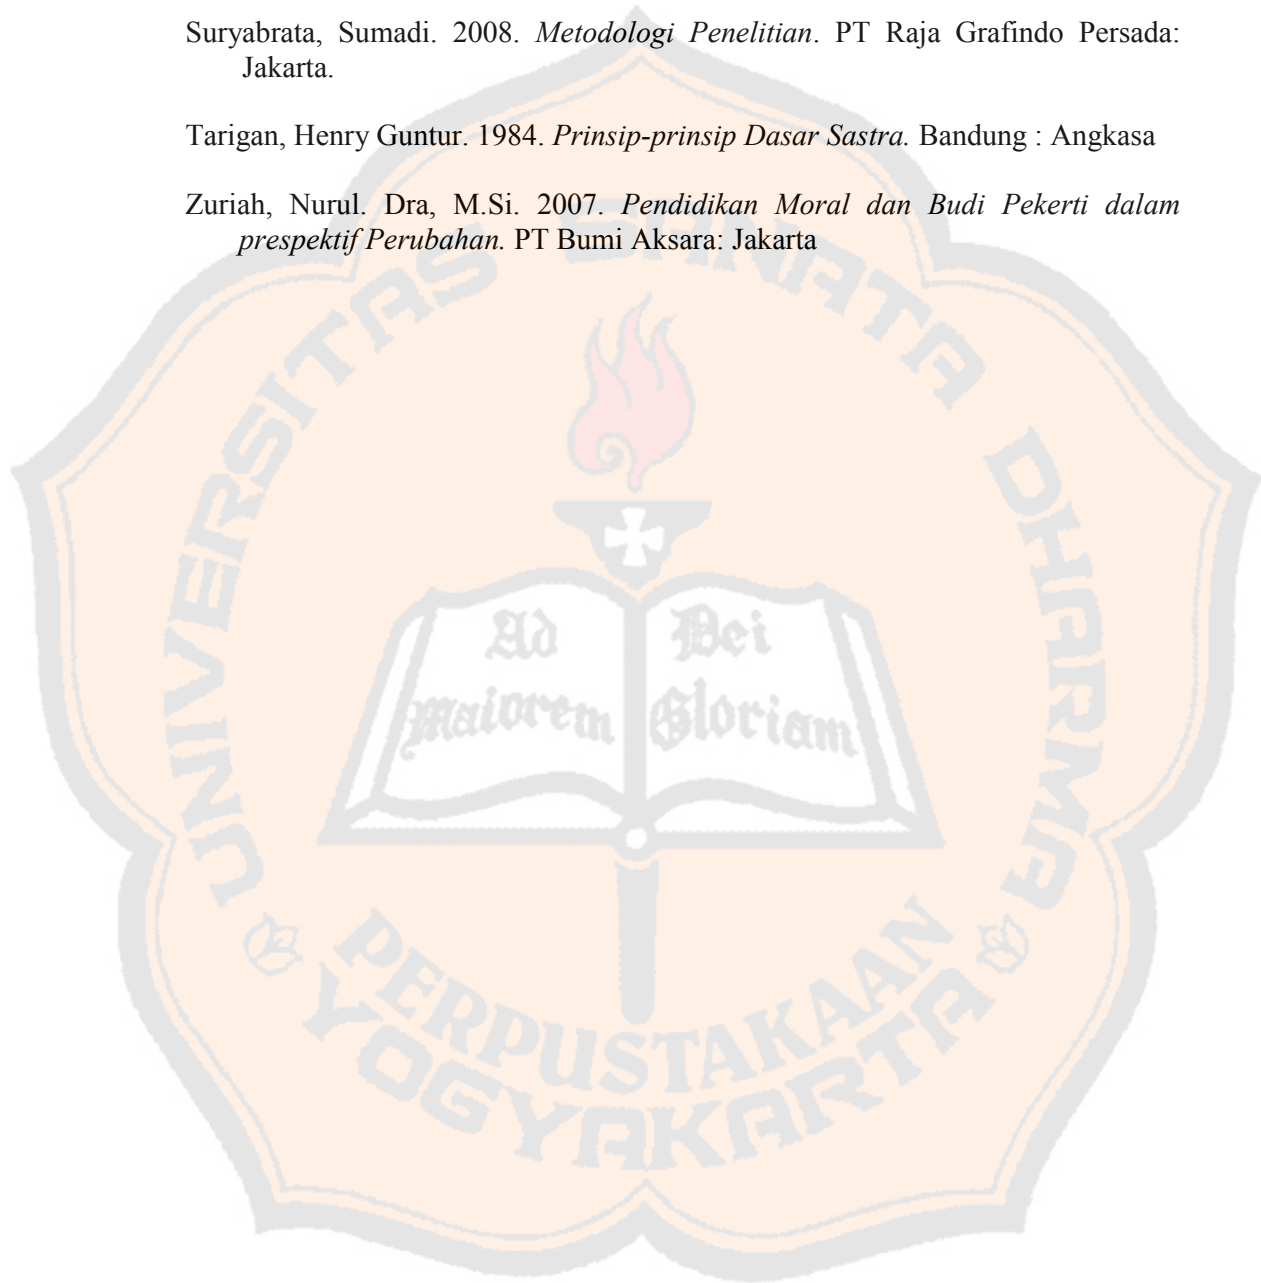 Suryabrata, Sumadi. 2008. Metodologi Penelitian. PT Raja Grafindo Persada:
Jakarta.
Tarigan, Henry Guntur. 1984. Prinsip-prinsip Dasar Sastra. Bandung : Angkasa
Zuriah, Nurul. Dra, M.Si. 2007. Pendidikan Moral dan Budi Pekerti dalam
prespektif Perubahan. PT Bumi Aksara: Jakarta
UNIVERSITAS SANATA DHARMA
Ad
maiorem
Dei
Gloriam
PERPUSTAKAAN
YOGYAKARTA